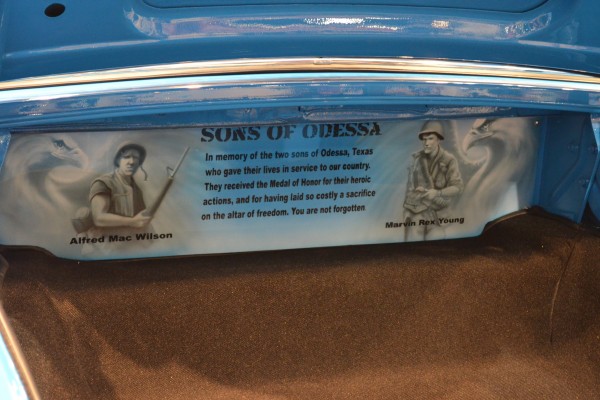 SONS OF ODESSA
In memory of the two sons of Odessa, Texas
who gave their lives in service to our country.
They received the Medal of Honor for their heroic
actions, and for having laid so costly a sacrifice
on the altar of freedom. You are not forgotten
Alfred Mac Wilson
Marvin Rex Young